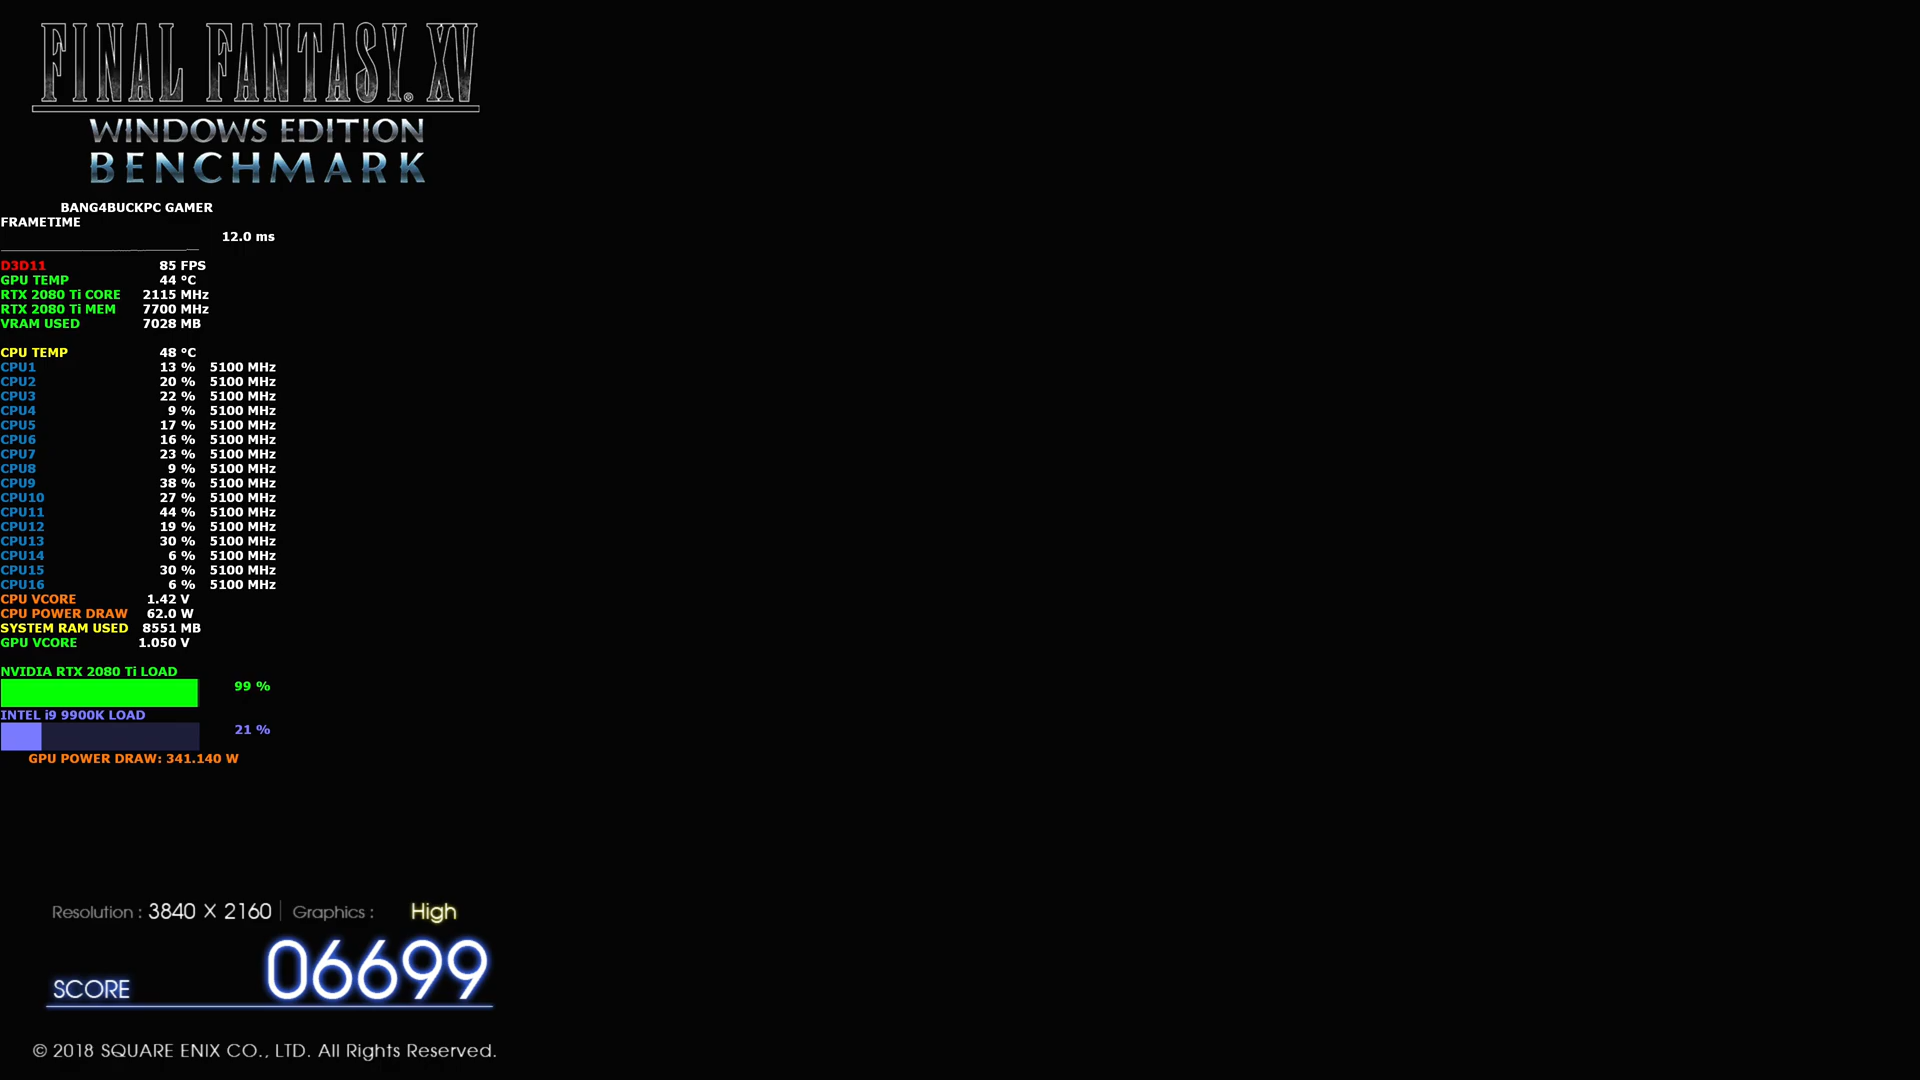 FINAL FANTASY® XV
WINDOWS EDITION
BENCHMARK
BANG4BUCKPC GAMER
FRAMETIME
12.0 ms
D3D11 85 FPS
GPU TEMP 44 °C
RTX 2080 Ti CORE 2115 MHz
RTX 2080 Ti MEM 7700 MHz
VRAM USED 7028 MB
CPU TEMP 48 °C
CPU1 13 % 5100 MHz
CPU2 20 % 5100 MHz
CPU3 22 % 5100 MHz
CPU4 9 % 5100 MHz
CPU5 17 % 5100 MHz
CPU6 16 % 5100 MHz
CPU7 23 % 5100 MHz
CPU8 9 % 5100 MHz
CPU9 38 % 5100 MHz
CPU10 27 % 5100 MHz
CPU11 44 % 5100 MHz
CPU12 19 % 5100 MHz
CPU13 30 % 5100 MHz
CPU14 6 % 5100 MHz
CPU15 30 % 5100 MHz
CPU16 6 % 5100 MHz
CPU VCORE 1.42 V
CPU POWER DRAW 62.0 W
SYSTEM RAM USED 8551 MB
GPU VCORE 1.050 V
NVIDIA RTX 2080 Ti LOAD
99 %
INTEL i9 9900K LOAD
21 %
GPU POWER DRAW: 341.140 W
Resolution : 3840 X 2160 | Graphics : High
SCORE 06699
© 2018 SQUARE ENIX CO., LTD. All Rights Reserved.